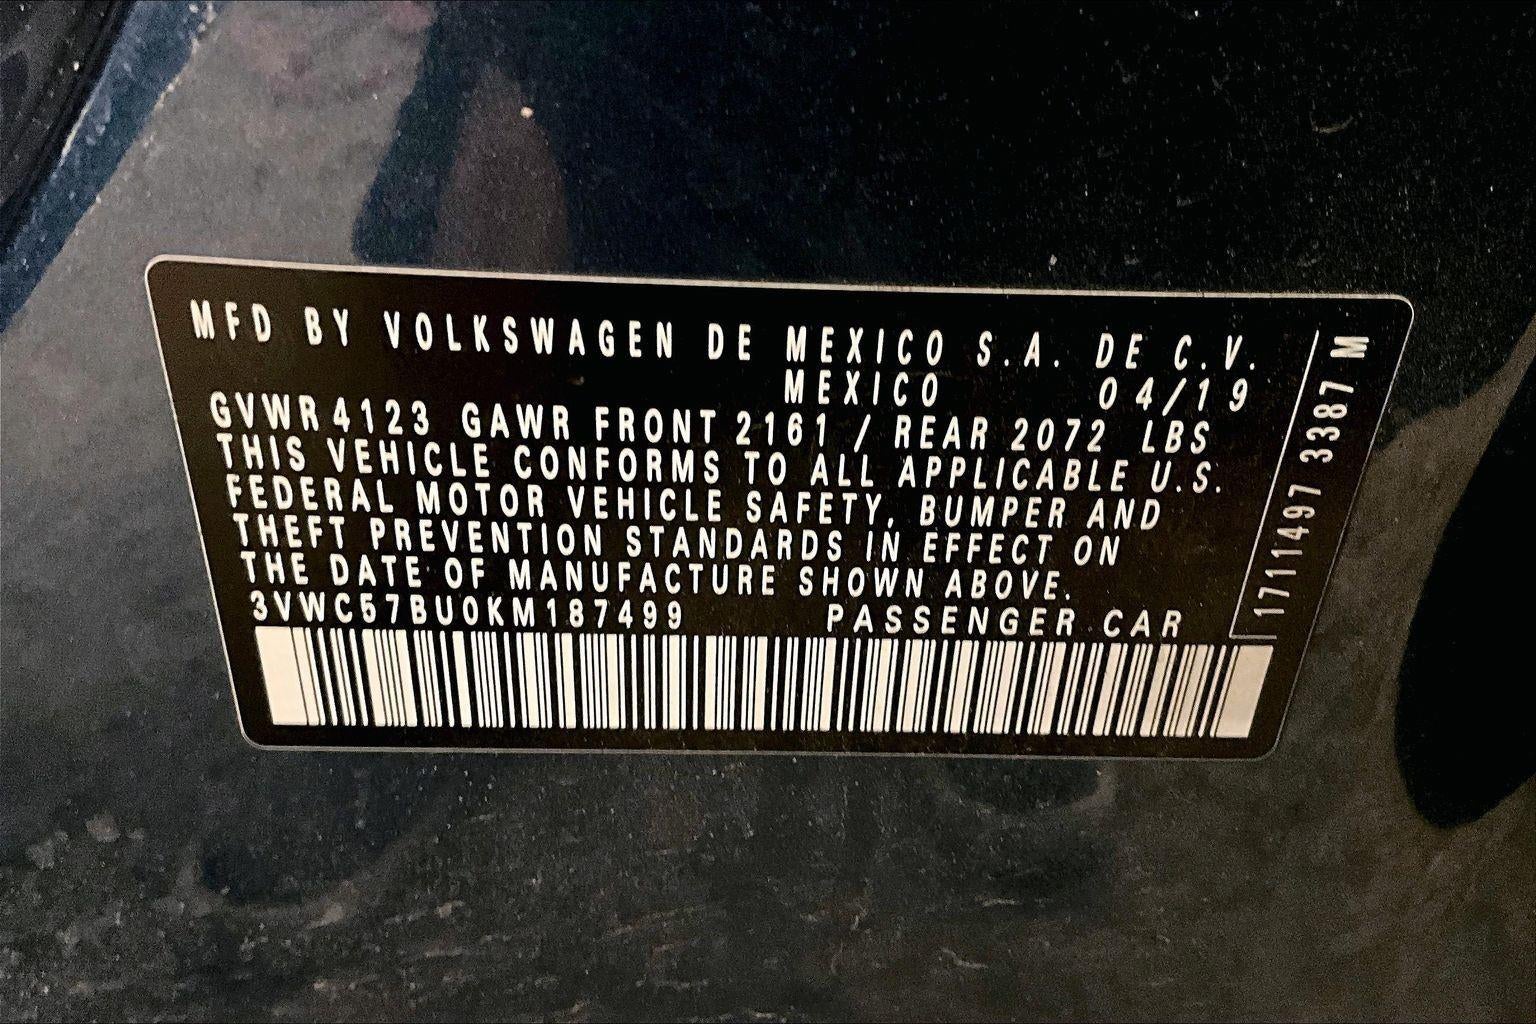 MFD BY VOLKSWAGEN DE MEXICO S.A. DE C.V.
MEXICO 04/19
GVWR 4123 GAWR FRONT 2161 / REAR 2072 LBS
THIS VEHICLE CONFORMS TO ALL APPLICABLE U.S.
FEDERAL MOTOR VEHICLE SAFETY, BUMPER AND
THEFT PREVENTION STANDARDS IN EFFECT ON
THE DATE OF MANUFACTURE SHOWN ABOVE.
3VWC57BU0KM187499 PASSENGER CAR
1711497 3387 M